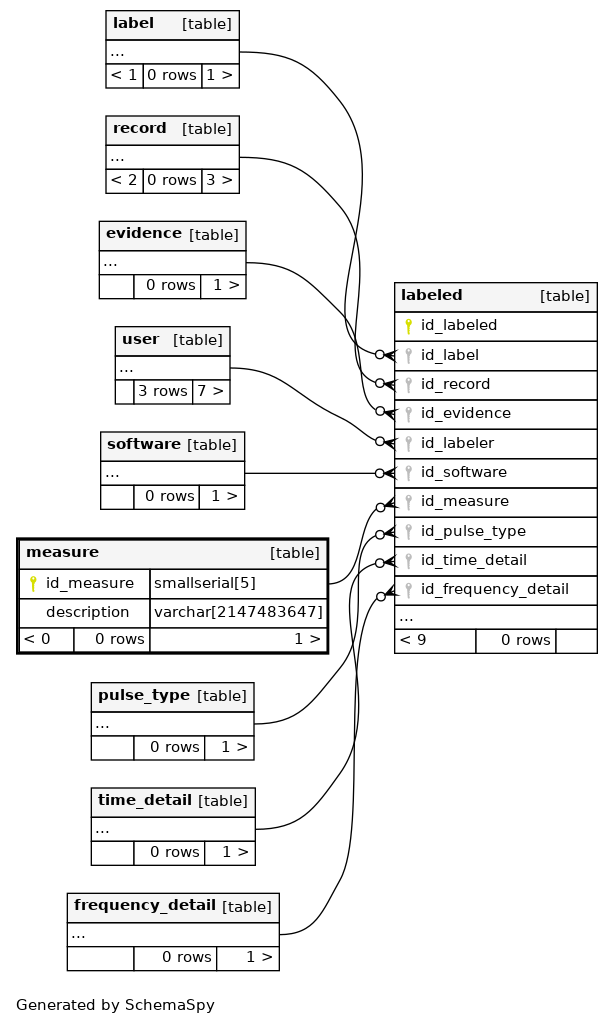 label [table]
...
< 1 0 rows 1 >
record [table]
...
< 2 0 rows 3 >
evidence [table]
...
0 rows 1 >
user [table]
...
3 rows 7 >
software [table]
...
0 rows 1 >
measure [table]
id_measure smallserial[5]
description varchar[2147483647]
< 0 0 rows 1 >
pulse_type [table]
...
0 rows 1 >
time_detail [table]
...
0 rows 1 >
frequency_detail [table]
...
0 rows 1 >
labeled [table]
id_labeled
id_label
id_record
id_evidence
id_labeler
id_software
id_measure
id_pulse_type
id_time_detail
id_frequency_detail
...
< 9 0 rows
Generated by SchemaSpy